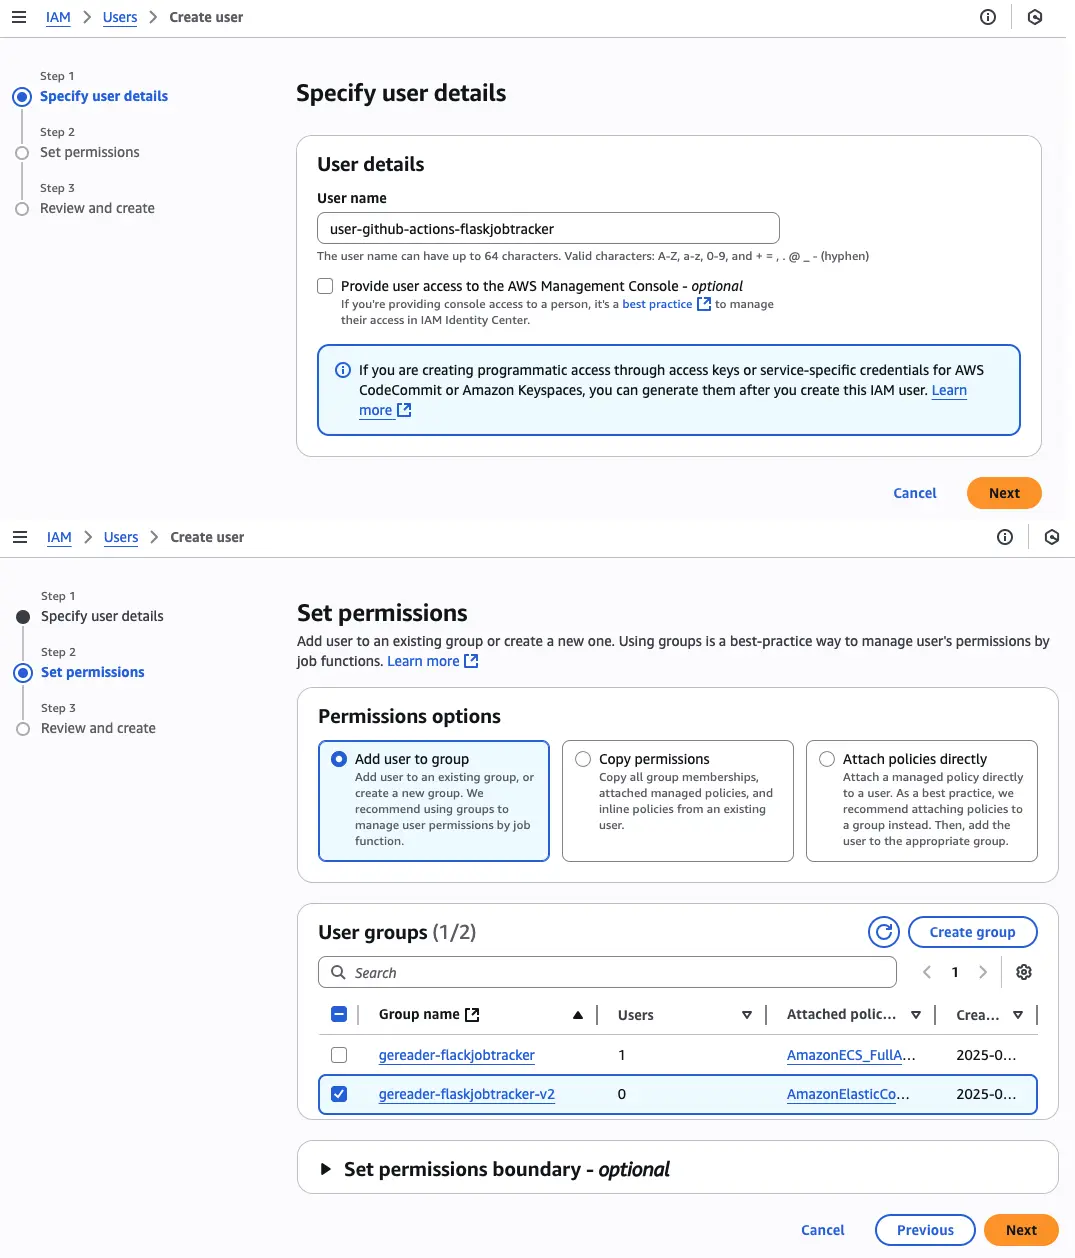 IAM > Users > Create user
Step 1
Specify user details
Step 2
Set permissions
Step 3
Review and create
Specify user details
User details
User name
user-github-actions-flaskjobtracker
The user name can have up to 64 characters. Valid characters: A-Z, a-z, 0-9, and + = , . @ _ - (hyphen)
Provide user access to the AWS Management Console - optional
If you're providing console access to a person, it's a best practice to manage
their access in IAM Identity Center.
If you are creating programmatic access through access keys or service-specific credentials for AWS
CodeCommit or Amazon Keyspaces, you can generate them after you create this IAM user. Learn
more
Cancel Next
IAM > Users > Create user
Step 1
Specify user details
Step 2
Set permissions
Step 3
Review and create
Set permissions
Add user to an existing group or create a new one. Using groups is a best-practice way to manage user's permissions by
job functions. Learn more
Permissions options
Add user to group
Add user to an existing group, or
create a new group. We
recommend using groups to
manage user permissions by job
function.
Copy permissions
Copy all group memberships,
attached managed policies, and
inline policies from an existing
user.
Attach policies directly
Attach a managed policy directly
to a user. As a best practice, we
recommend attaching policies to
a group instead. Then, add the
user to the appropriate group.
User groups (1/2)
Create group
Search
1
Group name Users Attached polic... Crea...
gereader-flackjobtracker 1 AmazonECS_FullA... 2025-0...
gereader-flaskjobtracker-v2 0 AmazonElasticCo... 2025-0...
Set permissions boundary - optional
Cancel Previous Next